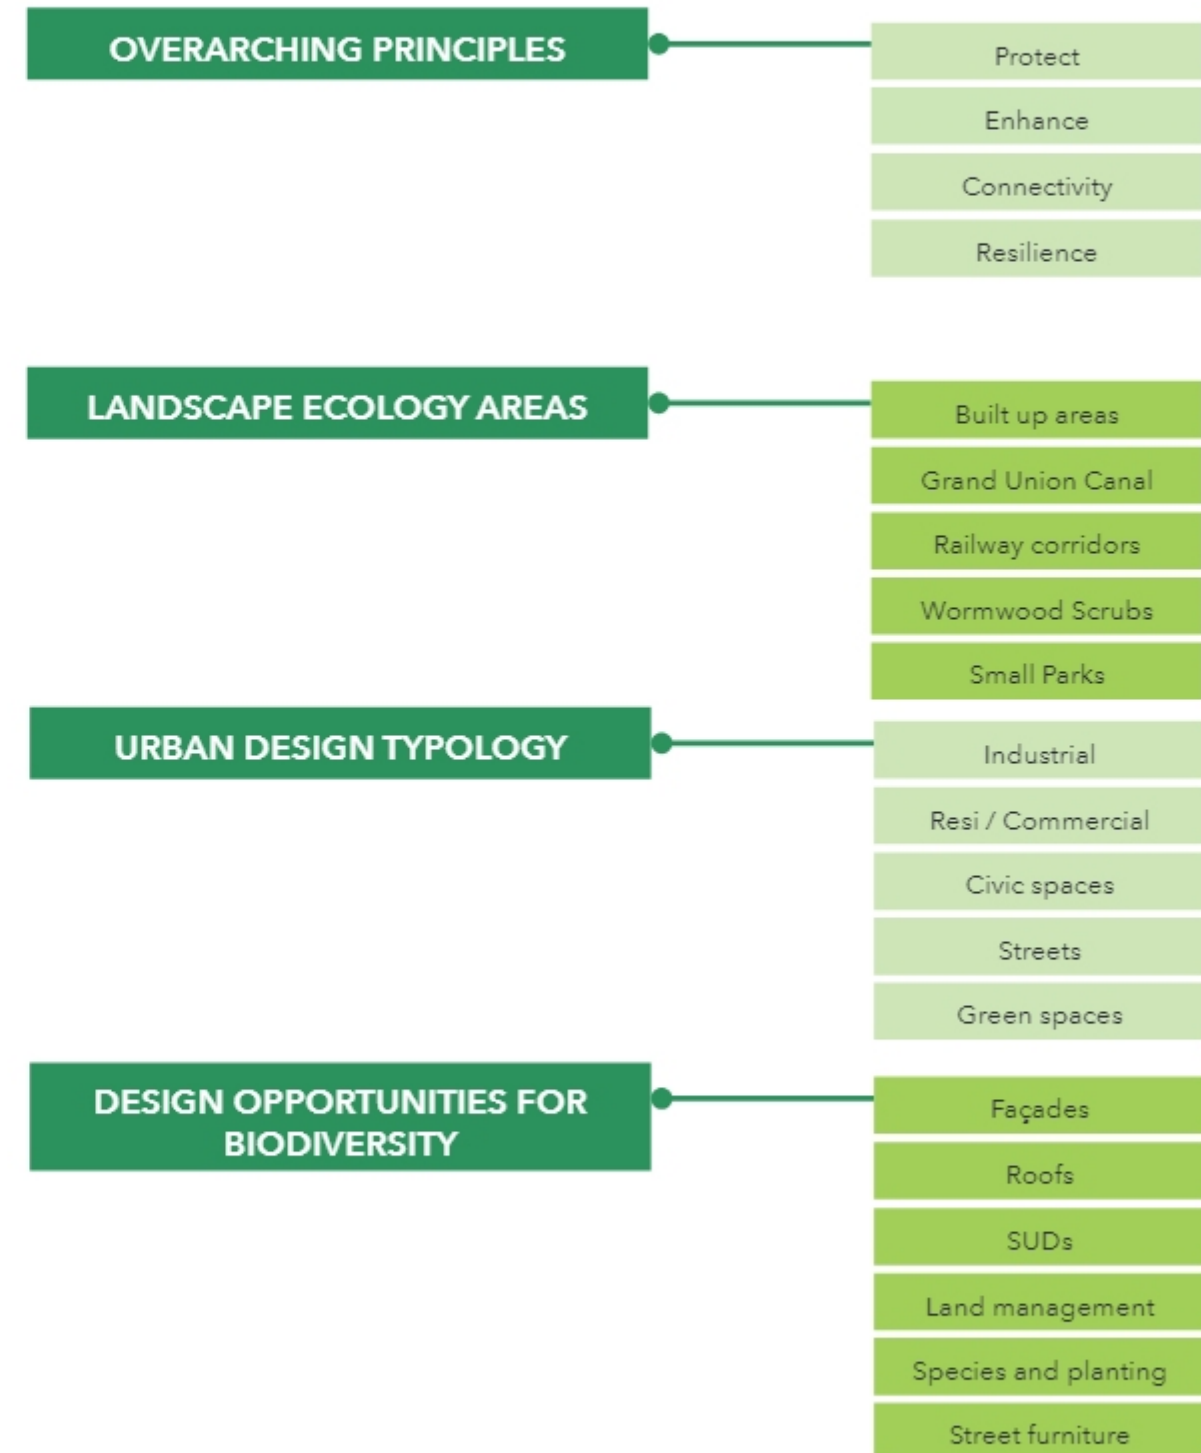 OVERARCHING PRINCIPLES
Protect
Enhance
Connectivity
Resilience
LANDSCAPE ECOLOGY AREAS
Built up areas
Grand Union Canal
Railway corridors
Wormwood Scrubs
Small Parks
URBAN DESIGN TYPOLOGY
Industrial
Resi / Commercial
Civic spaces
Streets
Green spaces
DESIGN OPPORTUNITIES FOR
BIODIVERSITY
Façades
Roofs
SUDs
Land management
Species and planting
Street furniture